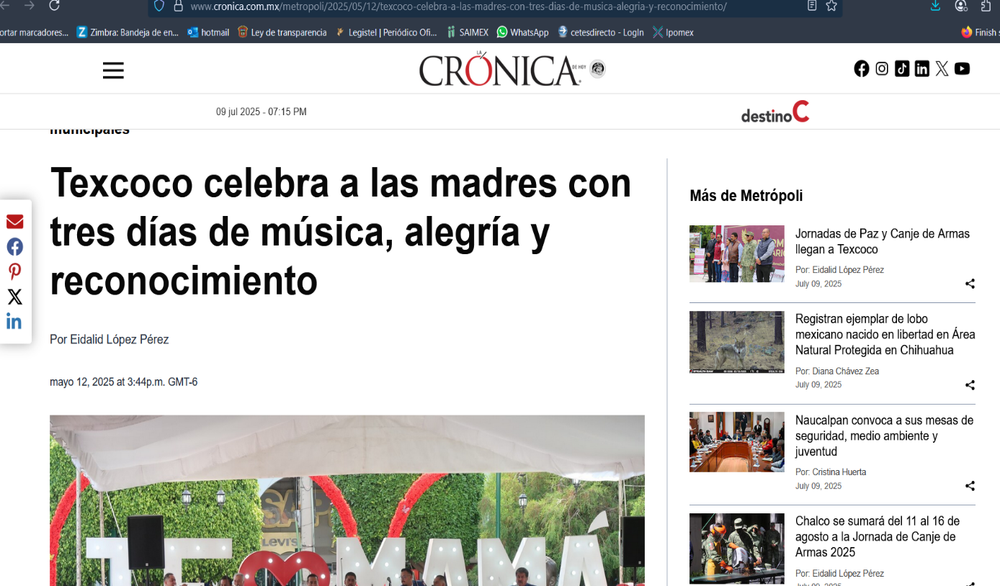 www.cronica.com.mx/metropoli/2025/05/12/texcoco-celebra-a-las-madres-con-tres-dias-de-musica-alegria-y-reconocimiento/
ortar marcadores...
Z Zimbra: Bandeja de en...
hotmail
Ley de transparencia
Legistel | Periódico Ofi...
SAIMEX
WhatsApp
cetesdirecto - LogIn
Ipomex
Finish s
LA
CRÓNICA
DE HOY
09 jul 2025 - 07:15 PM
destinoC
municipales
Texcoco celebra a las madres con
tres días de música, alegría y
reconocimiento
Por Eidalid López Pérez
mayo 12, 2025 at 3:44p.m. GMT-6
SAP
LEVI'S
TE
MAMÁ
Más de Metrópoli
Jornadas de Paz y Canje de Armas
llegan a Texcoco
Por: Eidalid López Pérez
July 09, 2025
Registran ejemplar de lobo
mexicano nacido en libertad en Área
Natural Protegida en Chihuahua
Por: Diana Chávez Zea
July 09, 2025
Naucalpan convoca a sus mesas de
seguridad, medio ambiente y
juventud
Por: Cristina Huerta
July 09, 2025
Chalco se sumará del 11 al 16 de
agosto a la Jornada de Canje de
Armas 2025
Por: Eidalid López Pérez
July 09, 2025